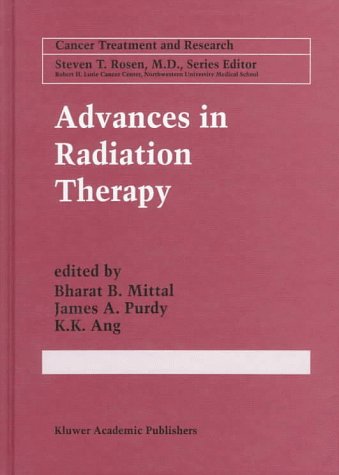 Cancer Treatment and Research
Steven T. Rosen, M.D., Series Editor
Robert H. Lurie Cancer Center, Northwestern University Medical School
Advances in
Radiation
Therapy
edited by
Bharat B. Mittal
James A. Purdy
K.K. Ang
Kluwer Academic Publishers